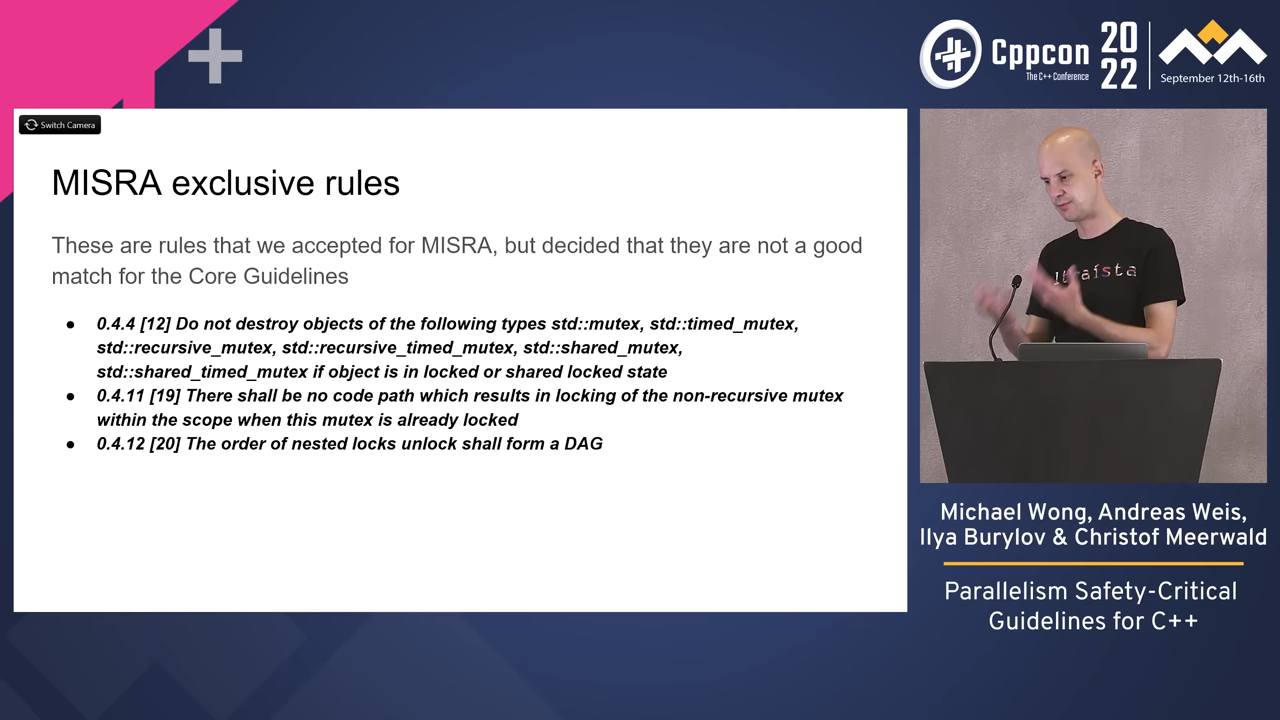 Cppcon
The C++ Conference
20
22
September 12th-16th
Switch Camera
MISRA exclusive rules
These are rules that we accepted for MISRA, but decided that they are not a good
match for the Core Guidelines
● 0.4.4 [12] Do not destroy objects of the following types std::mutex, std::timed_mutex,
std::recursive_mutex, std::recursive_timed_mutex, std::shared_mutex,
std::shared_timed_mutex if object is in locked or shared locked state
● 0.4.11 [19] There shall be no code path which results in locking of the non-recursive mutex
within the scope when this mutex is already locked
● 0.4.12 [20] The order of nested locks unlock shall form a DAG
Michael Wong, Andreas Weis,
Ilya Burylov & Christof Meerwald
Parallelism Safety-Critical
Guidelines for C++